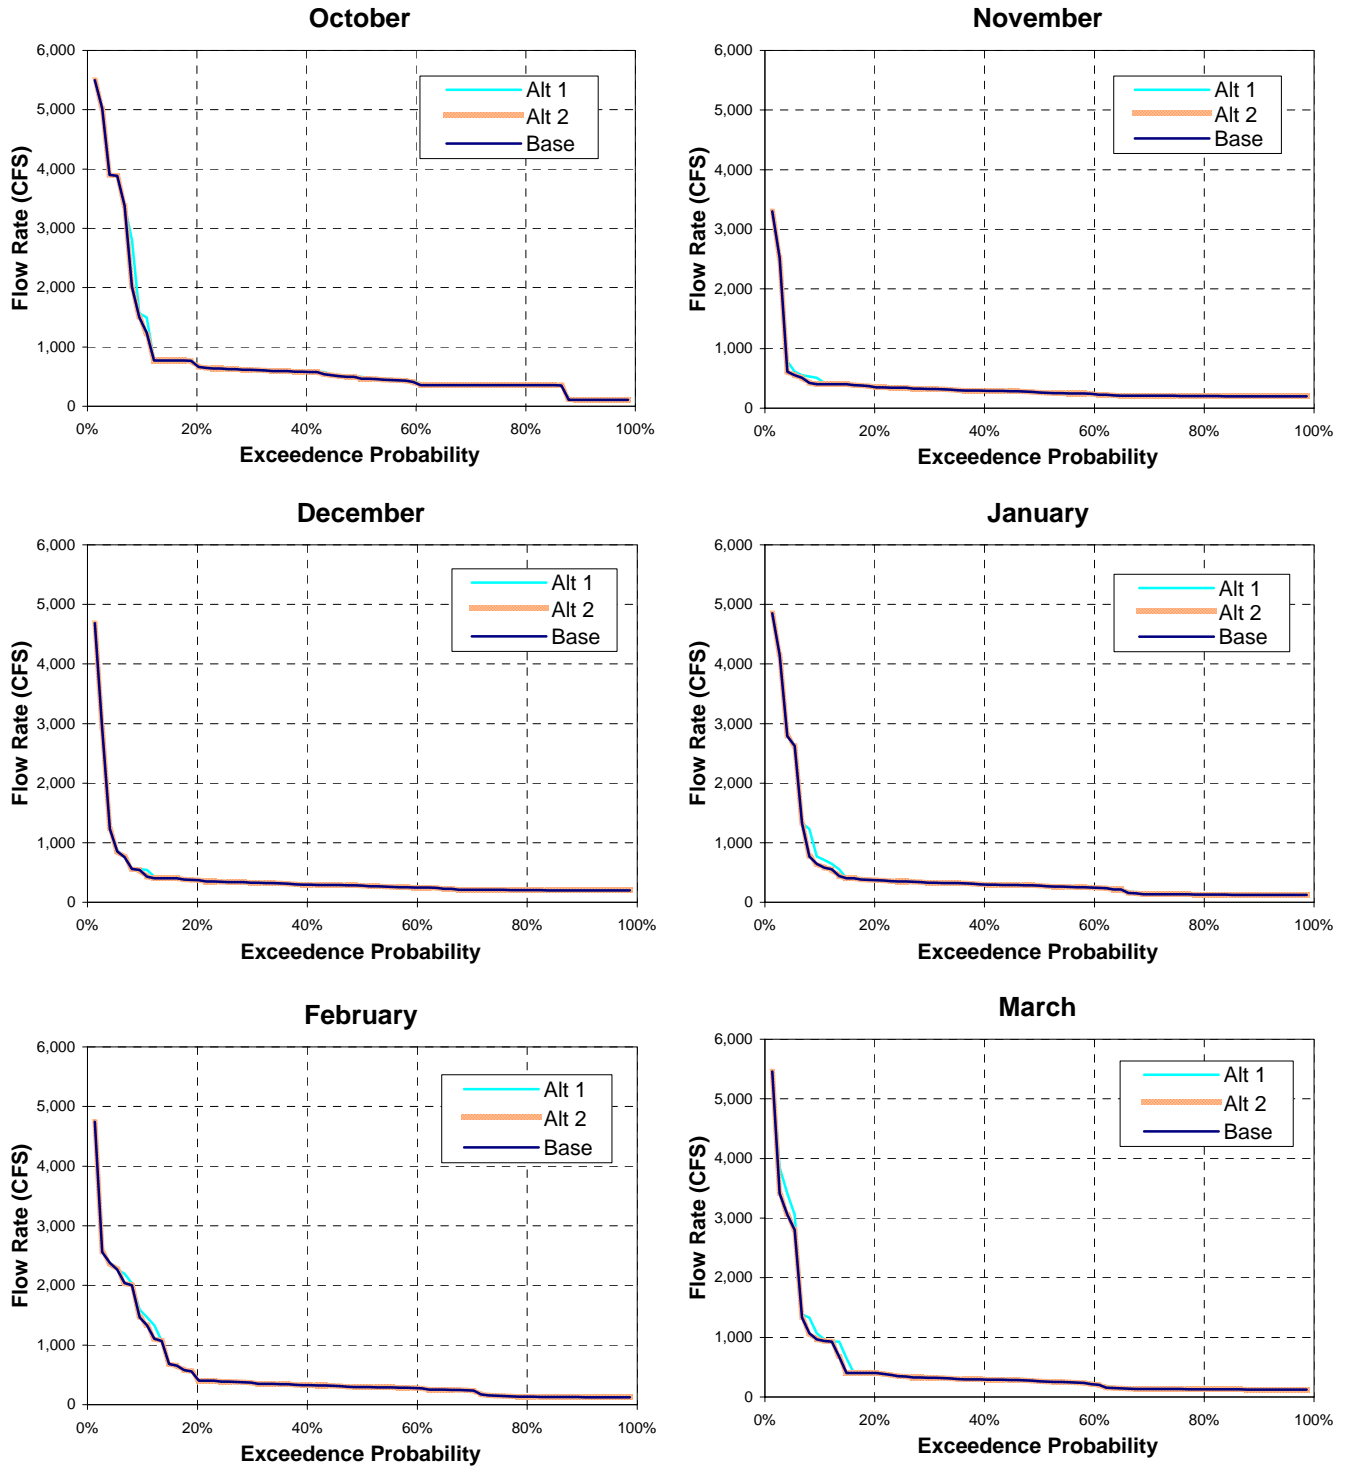 October
6,000
5,000
4,000
3,000
2,000
1,000
0
0% 20% 40% 60% 80% 100%
Exceedence Probability
Flow Rate (CFS)
Alt 1
Alt 2
Base
November
6,000
5,000
4,000
3,000
2,000
1,000
0
0% 20% 40% 60% 80% 100%
Exceedence Probability
Flow Rate (CFS)
Alt 1
Alt 2
Base
December
6,000
5,000
4,000
3,000
2,000
1,000
0
0% 20% 40% 60% 80% 100%
Exceedence Probability
Flow Rate (CFS)
Alt 1
Alt 2
Base
January
6,000
5,000
4,000
3,000
2,000
1,000
0
0% 20% 40% 60% 80% 100%
Exceedence Probability
Flow Rate (CFS)
Alt 1
Alt 2
Base
February
6,000
5,000
4,000
3,000
2,000
1,000
0
0% 20% 40% 60% 80% 100%
Exceedence Probability
Flow Rate (CFS)
Alt 1
Alt 2
Base
March
6,000
5,000
4,000
3,000
2,000
1,000
0
0% 20% 40% 60% 80% 100%
Exceedence Probability
Flow Rate (CFS)
Alt 1
Alt 2
Base